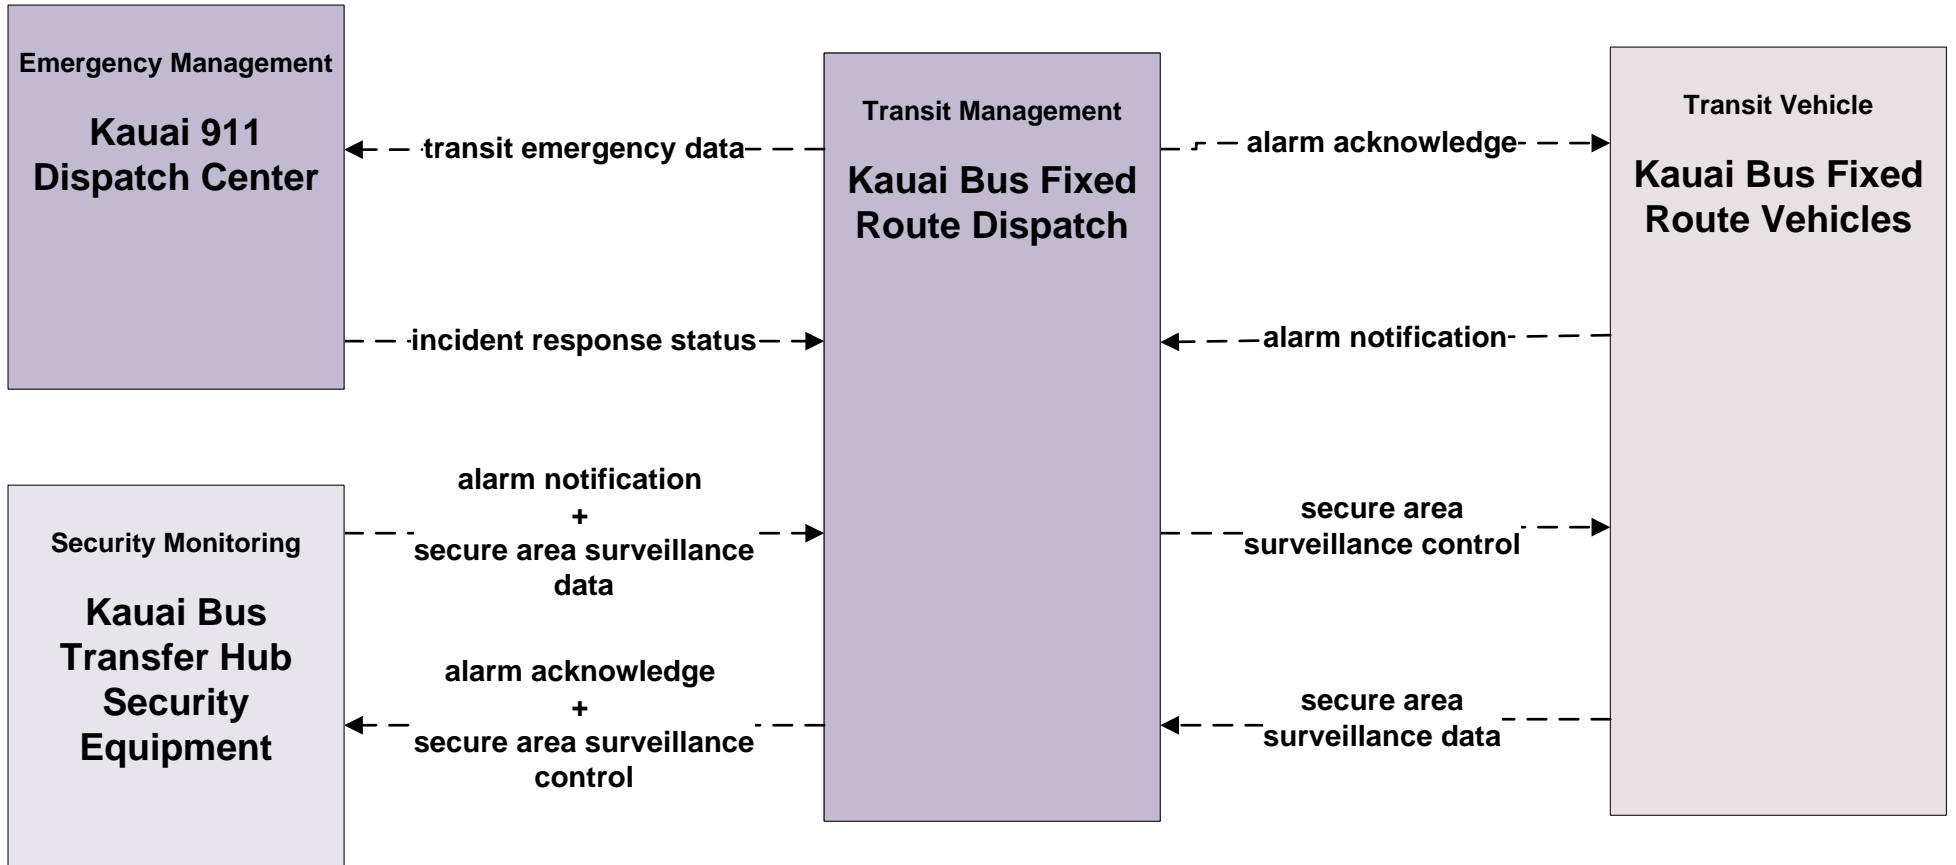 Emergency Management
Kauai 911
Dispatch Center
transit emergency data
incident response status
Transit Management
Kauai Bus Fixed
Route Dispatch
alarm acknowledge
alarm notification
Transit Vehicle
Kauai Bus Fixed
Route Vehicles
Security Monitoring
Kauai Bus
Transfer Hub
Security
Equipment
alarm notification
+
secure area surveillance
data
alarm acknowledge
+
secure area surveillance
control
secure area
surveillance control
secure area
surveillance data